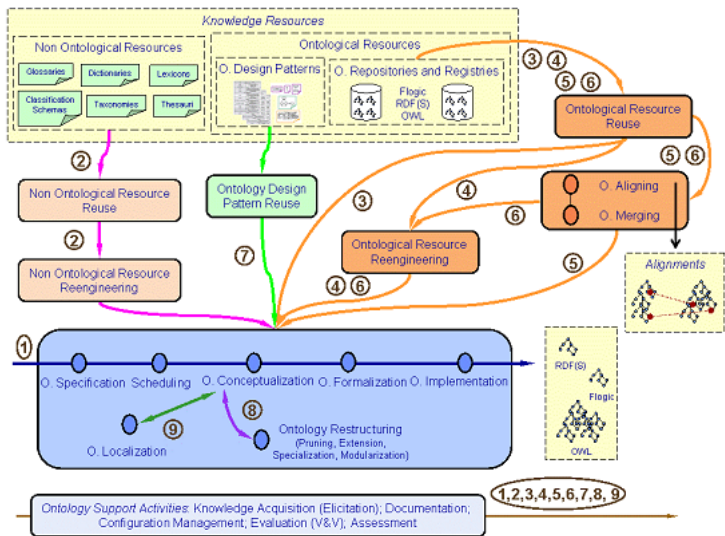 Knowledge Resources
Non Ontological Resources
Glossaries
Dictionaries
Lexicons
Classification
Schemas
Taxonomies
Thesauri
Ontological Resources
O. Design Patterns
O. Repositories and Registries
Flogic
RDF(S)
OWL
3 4
5 6
Ontological Resource
Reuse
5 6
2
Non Ontological Resource
Reuse
2
Non Ontological Resource
Reengineering
Ontology Design
Pattern Reuse
7
3
4
6
O. Aligning
O. Merging
Ontological Resource
Reengineering
4 6
5
Alignments
1
O. Specification
Scheduling
O. Conceptualization
O. Formalization
O. Implementation
9
8
O. Localization
Ontology Restructuring
(Pruning, Extension,
Specialization, Modularization)
RDF(S)
Flogic
OWL
Ontology Support Activities: Knowledge Acquisition (Elicitation); Documentation;
Configuration Management; Evaluation (V&V); Assessment
1,2,3,4,5,6,7,8, 9